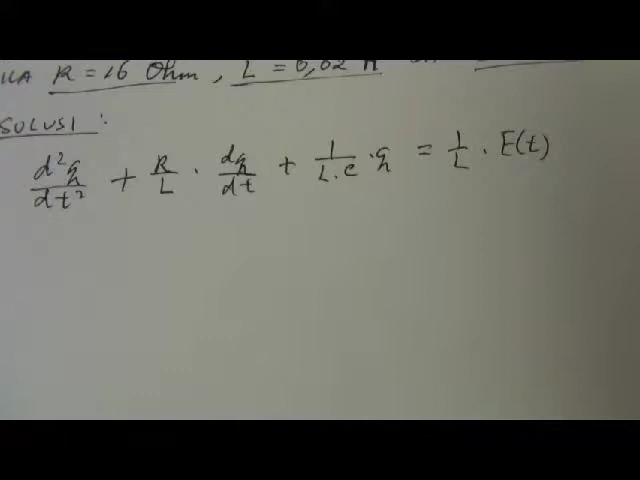 R = 16 Ohm, L = 0,02 H
SOLUSI :
d²q/dt² + R/L · dq/dt + 1/L.C · q = 1/L · E(t)